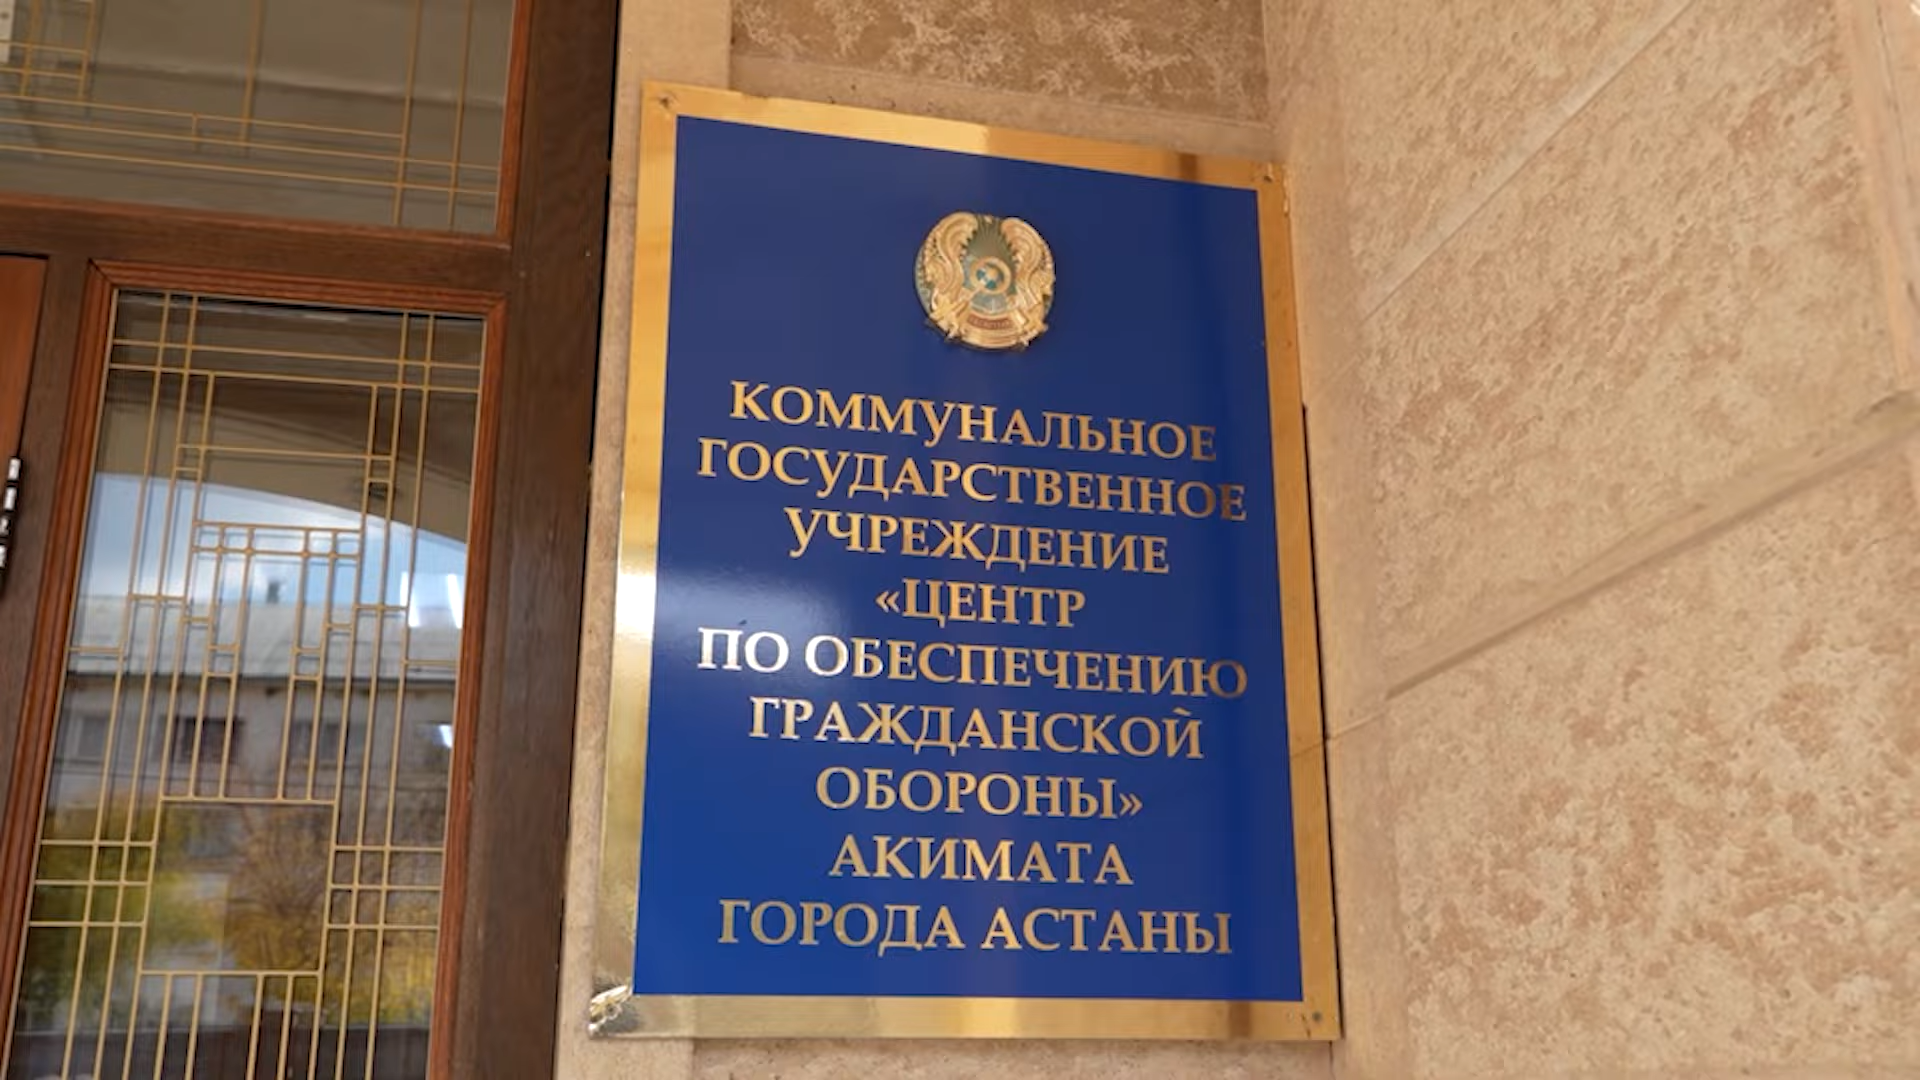 КОММУНАЛЬНОЕ
ГОСУДАРСТВЕННОЕ
УЧРЕЖДЕНИЕ
«ЦЕНТР
ПО ОБЕСПЕЧЕНИЮ
ГРАЖДАНСКОЙ
ОБОРОНЫ»
АКИМАТА
ГОРОДА АСТАНЫ